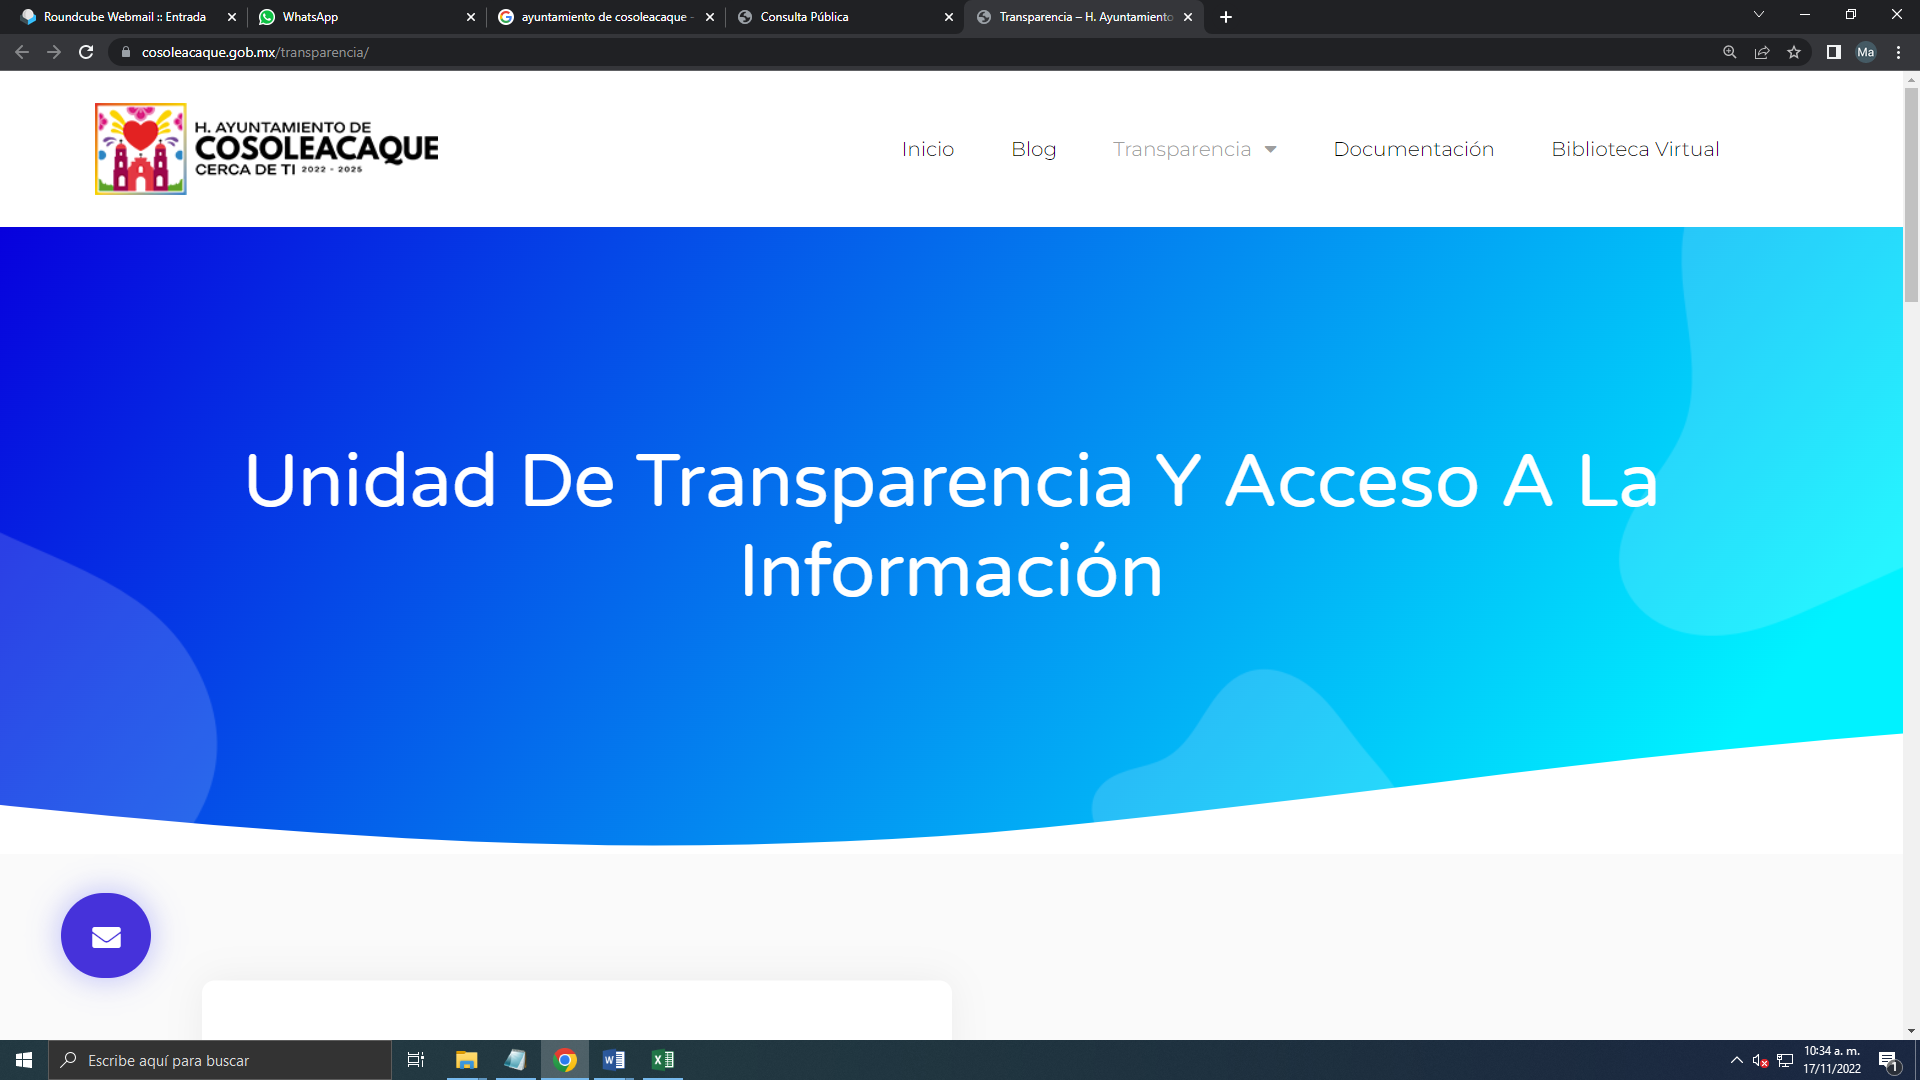 Roundcube Webmail :: Entrada
WhatsApp
ayuntamiento de cosoleacaque -
Consulta Pública
Transparencia – H. Ayuntamiento
cosoleacaque.gob.mx/transparencia/
Ma
H. AYUNTAMIENTO DE
COSOLEACAQUE
CERCA DE TI 2022 - 2025
Inicio
Blog
Transparencia
Documentación
Biblioteca Virtual
Unidad De Transparencia Y Acceso A La
Información
Escribe aquí para buscar
10:34 a. m.
17/11/2022
1